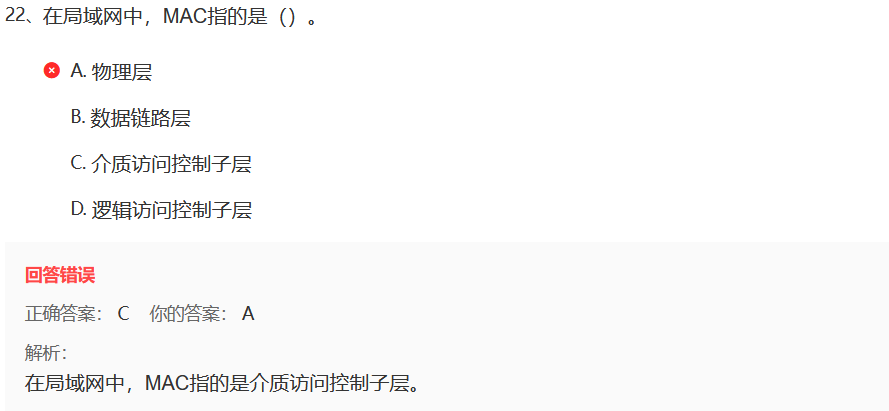 22、在局域网中，MAC指的是（）。
A. 物理层
B. 数据链路层
C. 介质访问控制子层
D. 逻辑访问控制子层
回答错误
正确答案： C 你的答案： A
解析：
在局域网中，MAC指的是介质访问控制子层。